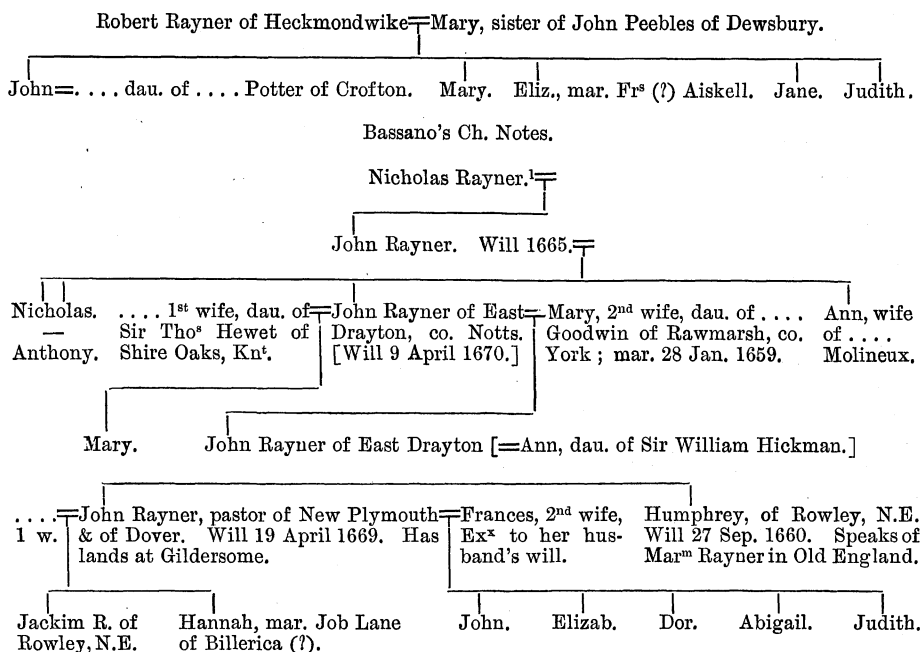 Robert Rayner of Heckmondwike=Mary, sister of John Peebles of Dewsbury.
John=. . . . dau. of . . . . Potter of Crofton. Mary. Eliz., mar. Frˢ (?) Aiskell. Jane. Judith.
Bassano's Ch. Notes.
Nicholas Rayner.¹=
John Rayner. Will 1665.=
Nicholas. . . . . 1ˢᵗ wife, dau. of=John Rayner of East=Mary, 2ⁿᵈ wife, dau. of . . . . Ann, wife
— Sir Thoˢ Hewet of Drayton, co. Notts. Goodwin of Rawmarsh, co. of . . . .
Anthony. Shire Oaks, Knᵗ. [Will 9 April 1670.] York ; mar. 28 Jan. 1659. Molineux.
Mary. John Rayner of East Drayton [=Ann, dau. of Sir William Hickman.]
. . . .=John Rayner, pastor of New Plymouth=Frances, 2ⁿᵈ wife, Humphrey, of Rowley, N.E.
1 w. & of Dover. Will 19 April 1669. Has Exˣ to her hus- Will 27 Sep. 1660. Speaks of
lands at Gildersome. band's will. Marᵐ Rayner in Old England.
Jackim R. of Hannah, mar. Job Lane John. Elizab. Dor. Abigail. Judith.
Rowley, N.E. of Billerica (?).